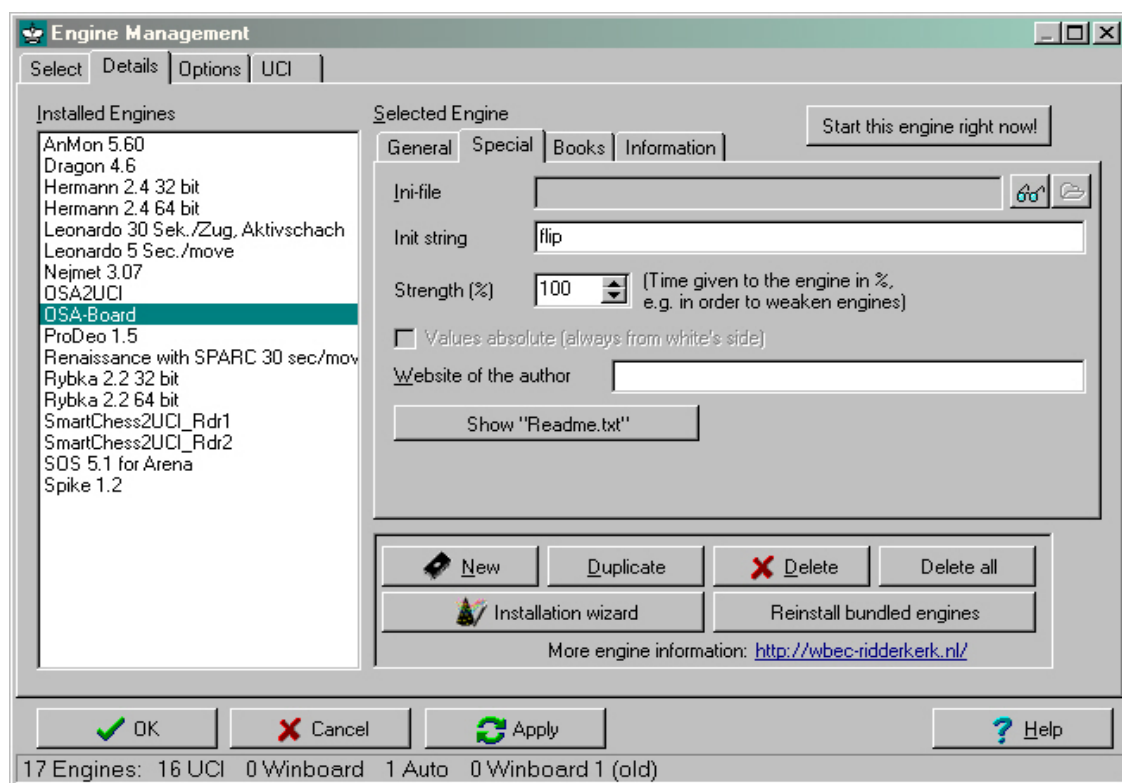 Engine Management
Select Details Options UCI
Installed Engines
AnMon 5.60
Dragon 4.6
Hermann 2.4 32 bit
Hermann 2.4 64 bit
Leonardo 30 Sek./Zug, Aktivschach
Leonardo 5 Sec./move
Nejmet 3.07
OSA2UCI
OSA-Board
ProDeo 1.5
Renaissance with SPARC 30 sec/mov
Rybka 2.2 32 bit
Rybka 2.2 64 bit
SmartChess2UCI_Rdr1
SmartChess2UCI_Rdr2
SOS 5.1 for Arena
Spike 1.2
Selected Engine
Start this engine right now!
General Special Books Information
Ini-file
Init string flip
Strength (%) 100 (Time given to the engine in %,
e.g. in order to weaken engines)
Values absolute (always from white's side)
Website of the author
Show "Readme.txt"
New Duplicate Delete Delete all
Installation wizard Reinstall bundled engines
More engine information: http://wbec-ridderkerk.nl/
OK Cancel Apply Help
17 Engines: 16 UCI 0 Winboard 1 Auto 0 Winboard 1 (old)